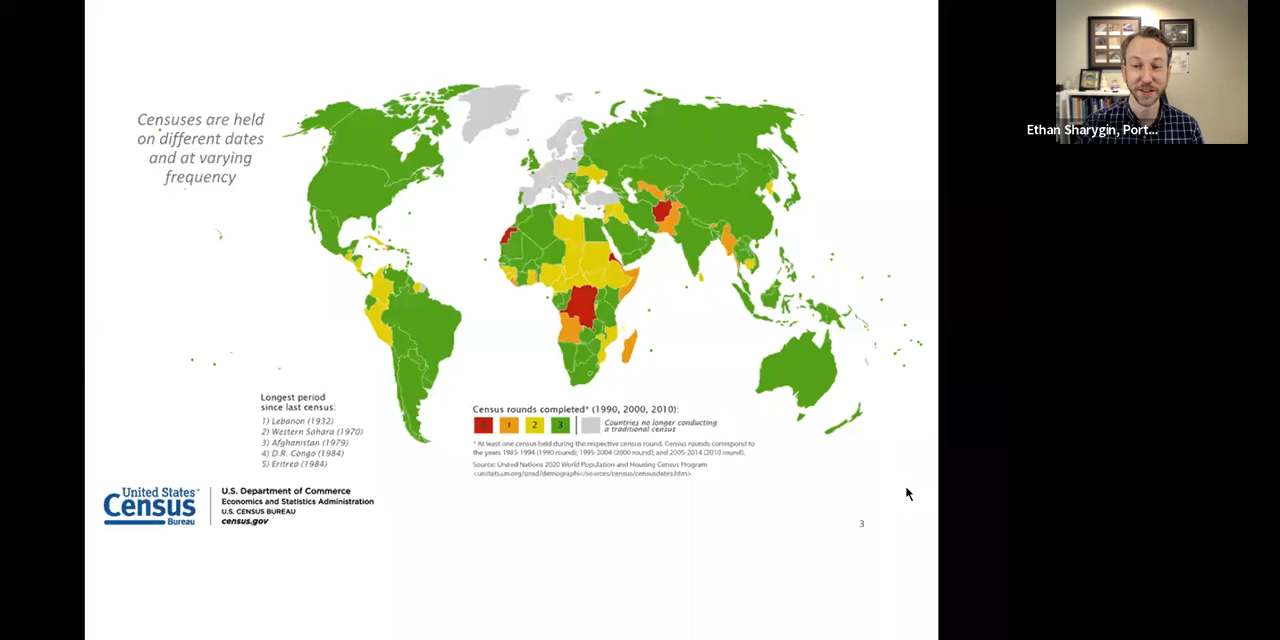 Ethan Sharygin, Port...
Censuses are held
on different dates
and at varying
frequency
Longest period
since last census:
1) Lebanon (1932)
2) Western Sahara (1970)
3) Afghanistan (1979)
4) D.R. Congo (1984)
5) Eritrea (1984)
Census rounds completed* (1990, 2000, 2010):
1 2 3
Countries no longer conducting
a traditional census
* At least one census held during the respective census round. Census rounds correspond to
the years 1985-1994 (1990 round); 1995-2004 (2000 round); and 2005-2014 (2010 round).
Source: United Nations 2020 World Population and Housing Census Program
United States™
Census
Bureau
U.S. Department of Commerce
Economics and Statistics Administration
U.S. CENSUS BUREAU
census.gov
3